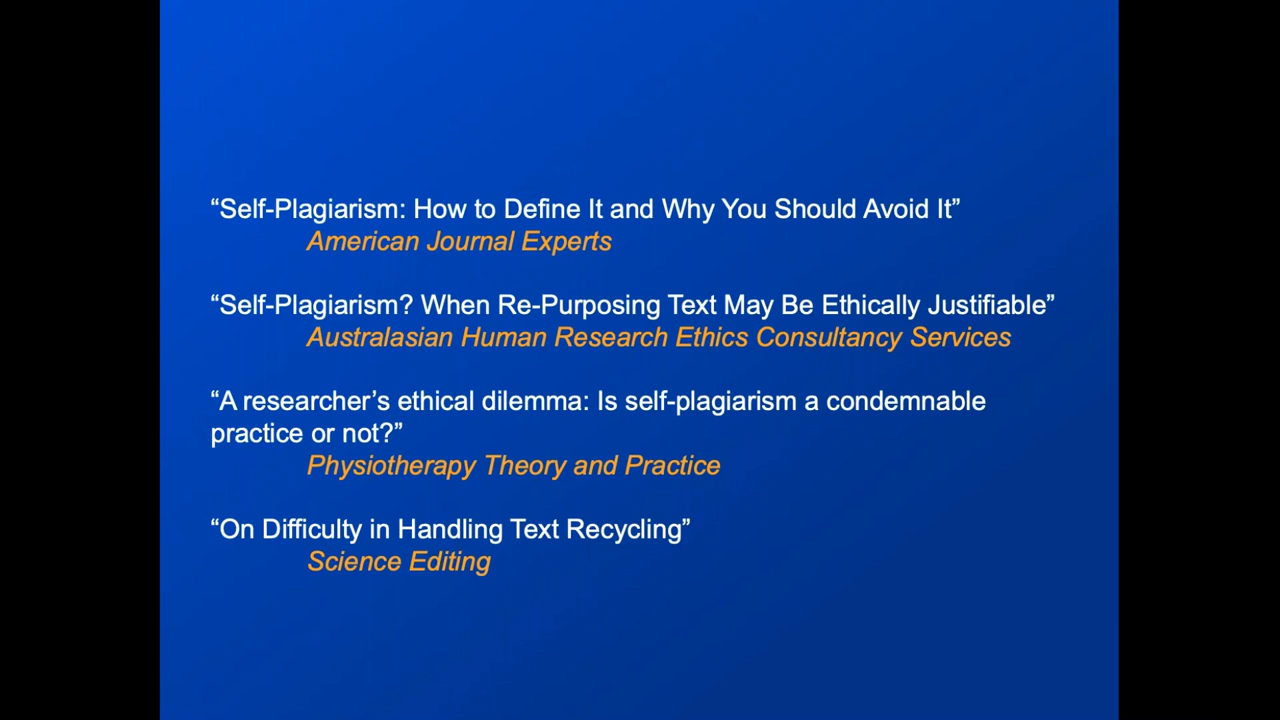 “Self-Plagiarism: How to Define It and Why You Should Avoid It”
American Journal Experts
“Self-Plagiarism? When Re-Purposing Text May Be Ethically Justifiable”
Australasian Human Research Ethics Consultancy Services
“A researcher’s ethical dilemma: Is self-plagiarism a condemnable
practice or not?”
Physiotherapy Theory and Practice
“On Difficulty in Handling Text Recycling”
Science Editing